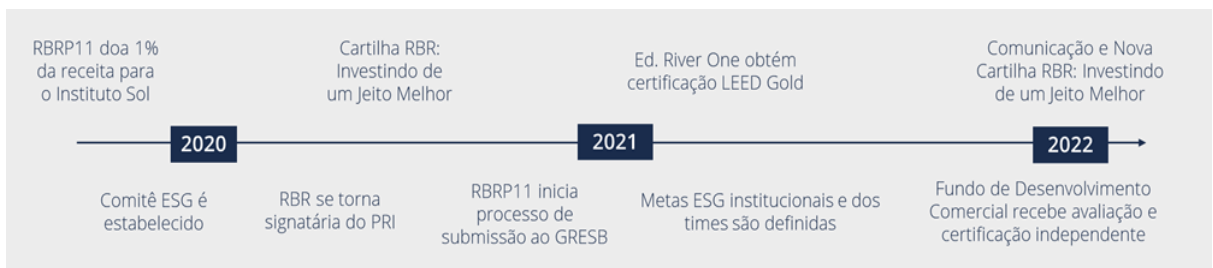 RBRP11 doa 1%
da receita para
o Instituto Sol
Cartilha RBR:
Investindo de
um Jeito Melhor
Ed. River One obtém
certificação LEED Gold
Comunicação e Nova
Cartilha RBR: Investindo
de um Jeito Melhor
2020
2021
2022
Comitê ESG é
estabelecido
RBR se torna
signatária do PRI
RBRP11 inicia
processo de
submissão ao GRESB
Metas ESG institucionais e dos
times são definidas
Fundo de Desenvolvimento
Comercial recebe avaliação e
certificação independente